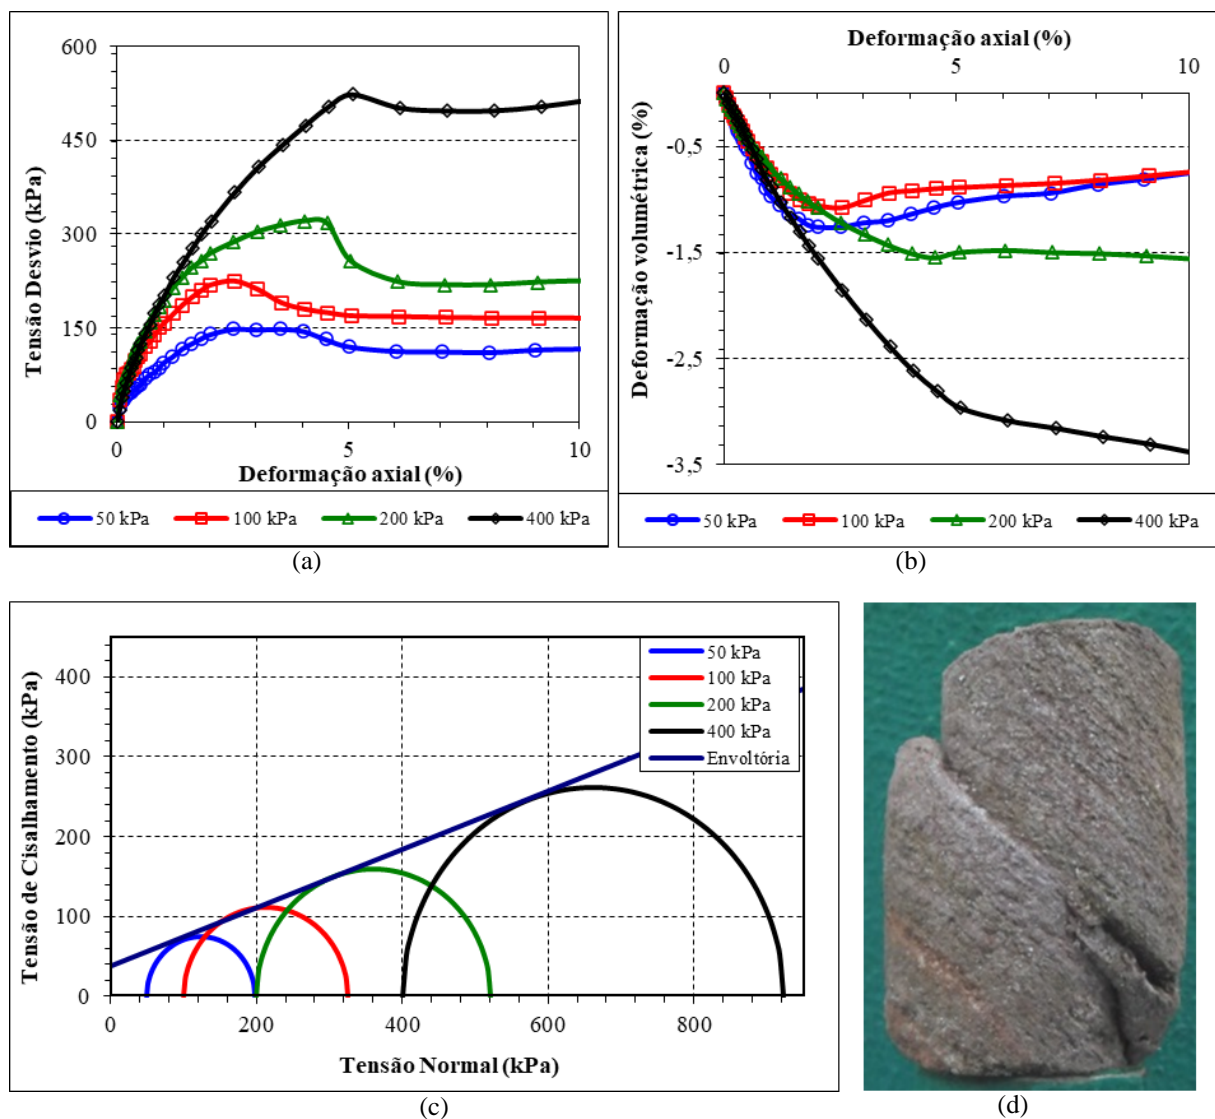 Tensão Desvio (kPa)
600
450
300
150
0
0 5 10
Deformação axial (%)
50 kPa 100 kPa 200 kPa 400 kPa
(a)
Deformação axial (%)
0 5 10
Deformação volumétrica (%)
-0,5
-1,5
-2,5
-3,5
50 kPa 100 kPa 200 kPa 400 kPa
(b)
Tensão de Cisalhamento (kPa)
400
300
200
100
0
0 200 400 600 800
Tensão Normal (kPa)
50 kPa
100 kPa
200 kPa
400 kPa
Envoltória
(c)
(d)